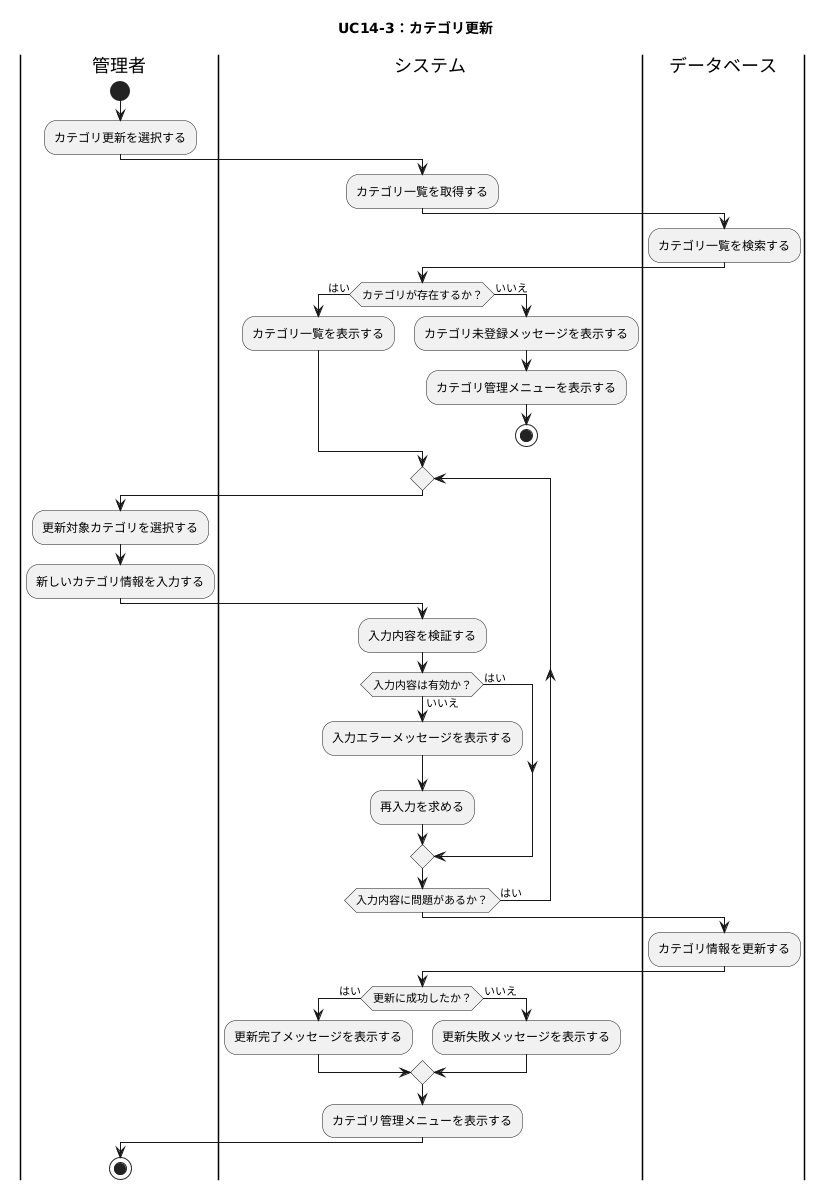 UC14-3：カテゴリ更新
管理者
システム
データベース
カテゴリ更新を選択する
カテゴリ一覧を取得する
カテゴリ一覧を検索する
カテゴリが存在するか？
はい
いいえ
カテゴリ一覧を表示する
カテゴリ未登録メッセージを表示する
カテゴリ管理メニューを表示する
更新対象カテゴリを選択する
新しいカテゴリ情報を入力する
入力内容を検証する
入力内容は有効か？
はい
いいえ
入力エラーメッセージを表示する
再入力を求める
入力内容に問題があるか？
はい
カテゴリ情報を更新する
更新に成功したか？
はい
いいえ
更新完了メッセージを表示する
更新失敗メッセージを表示する
カテゴリ管理メニューを表示する